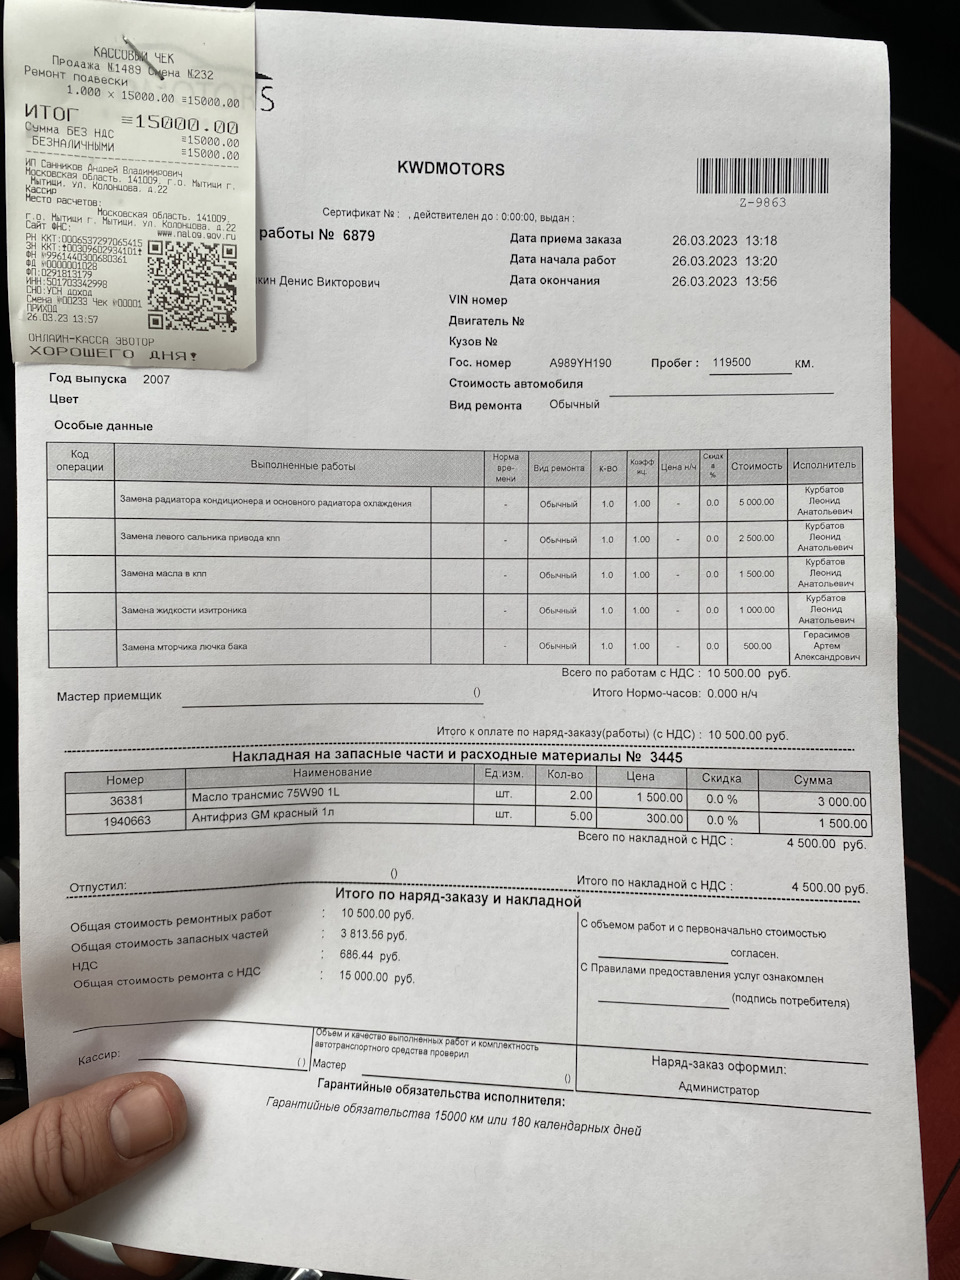 КАССОВЫЙ ЧЕК
Продажа №1489 Смена №232
Ремонт подвески
1.000 x 15000.00 ≡15000.00
ИТОГ ≡15000.00
Сумма БЕЗ НДС ≡15000.00
БЕЗНАЛИЧНЫМИ ≡15000.00
ИП Санников Андрей Владимирович
Московская область, 141009, Г.о. Мытищи г.
Мытищи, ул. Колонцова, д.22
Кассир
Место расчетов:
Московская область, 141009,
Г.о. Мытищи г. Мытищи, ул. Колонцова, д.22
Сайт ФНС: www.nalog.gov.ru
РН ККТ:0006537297065415
ЗН ККТ:*00309602934101*
ФН №9961440300680361
ФД №0000001028
ФП:0291813179
ИНН:501703342998
СНО:УСН доход
Смена №00233 Чек №00001
ПРИХОД
26.03.23 13:57
ОНЛАЙН-КАССА ЭВОТОР
ХОРОШЕГО ДНЯ!
S
KWDMOTORS
Z-9863
Сертификат № : , действителен до : 0:00:00, выдан :
работы № 6879
Дата приема заказа 26.03.2023 13:18
Дата начала работ 26.03.2023 13:20
Дата окончания 26.03.2023 13:56
кин Денис Викторович
VIN номер
Двигатель №
Кузов №
Гос. номер А989УН190 Пробег : 119500 КМ.
Год выпуска 2007
Стоимость автомобиля
Цвет
Вид ремонта Обычный
Особые данные
Код операции Выполненные работы Норма вре- мени Вид ремонта к-во Коэфф иц. Цена н/ч Скидк а % Стоимость Исполнитель
Замена радиатора кондиционера и основного радиатора охлаждения - Обычный 1.0 1.00 - 0.0 5 000.00 Курбатов Леонид Анатольевич
Замена левого сальника привода кпп - Обычный 1.0 1.00 - 0.0 2 500.00 Курбатов Леонид Анатольевич
Замена масла в кпп - Обычный 1.0 1.00 - 0.0 1 500.00 Курбатов Леонид Анатольевич
Замена жидкости изитроника - Обычный 1.0 1.00 - 0.0 1 000.00 Курбатов Леонид Анатольевич
Замена мторчика лючка бака - Обычный 1.0 1.00 - 0.0 500.00 Герасимов Артем Александрович
Всего по работам с НДС : 10 500.00 руб.
Мастер приемщик ()
Итого Нормо-часов: 0.000 н/ч
Итого к оплате по наряд-заказу(работы) (с НДС) : 10 500.00 руб.
Накладная на запасные части и расходные материалы № 3445
Номер Наименование Ед.изм. Кол-во Цена Скидка Сумма
36381 Масло трансмис 75W90 1L шт. 2.00 1 500.00 0.0 % 3 000.00
1940663 Антифриз GM красный 1л шт. 5.00 300.00 0.0 % 1 500.00
Всего по накладной с НДС : 4 500.00 руб.
Отпустил: ()
Итого по накладной с НДС : 4 500.00 руб.
Итого по наряд-заказу и накладной
Общая стоимость ремонтных работ : 10 500.00 руб.
Общая стоимость запасных частей : 3 813.56 руб.
НДС : 686.44 руб.
Общая стоимость ремонта с НДС : 15 000.00 руб.
С объемом работ и с первоначально стоимостью
согласен.
С Правилами предоставления услуг ознакомлен
(подпись потребителя)
Кассир: ()
Объем и качество выполненных работ и комплектность
автотранспортного средства проверил
Мастер ()
Наряд-заказ оформил:
Администратор
Гарантийные обязательства исполнителя:
Гарантийные обязательства 15000 км или 180 календарных дней